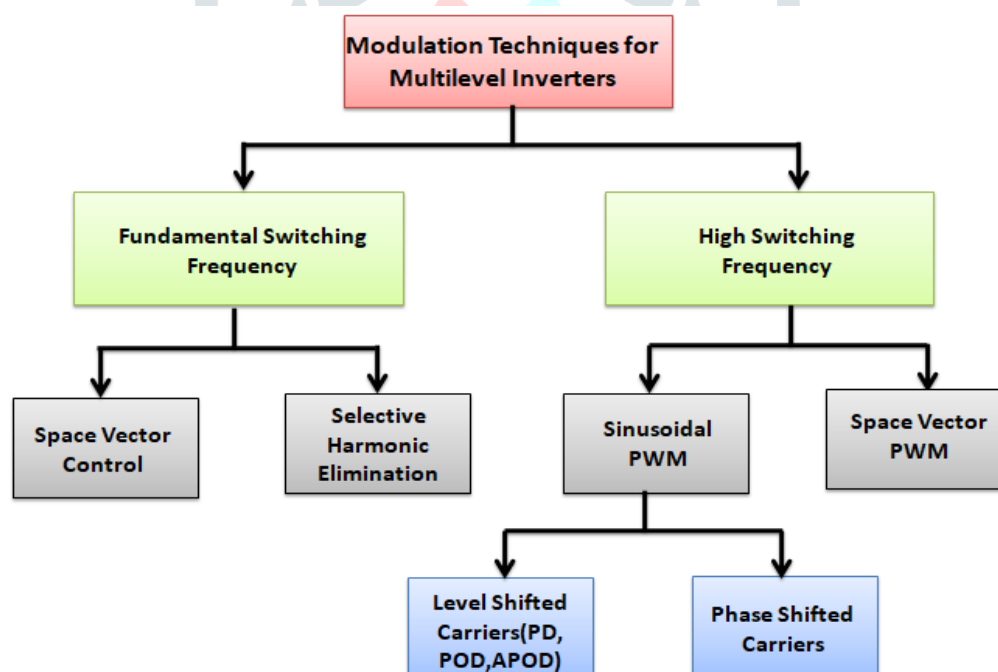 Modulation Techniques for
Multilevel Inverters
Fundamental Switching
Frequency
High Switching
Frequency
Space Vector
Control
Selective
Harmonic
Elimination
Sinusoidal
PWM
Space Vector
PWM
Level Shifted
Carriers(PD,
POD,APOD)
Phase Shifted
Carriers